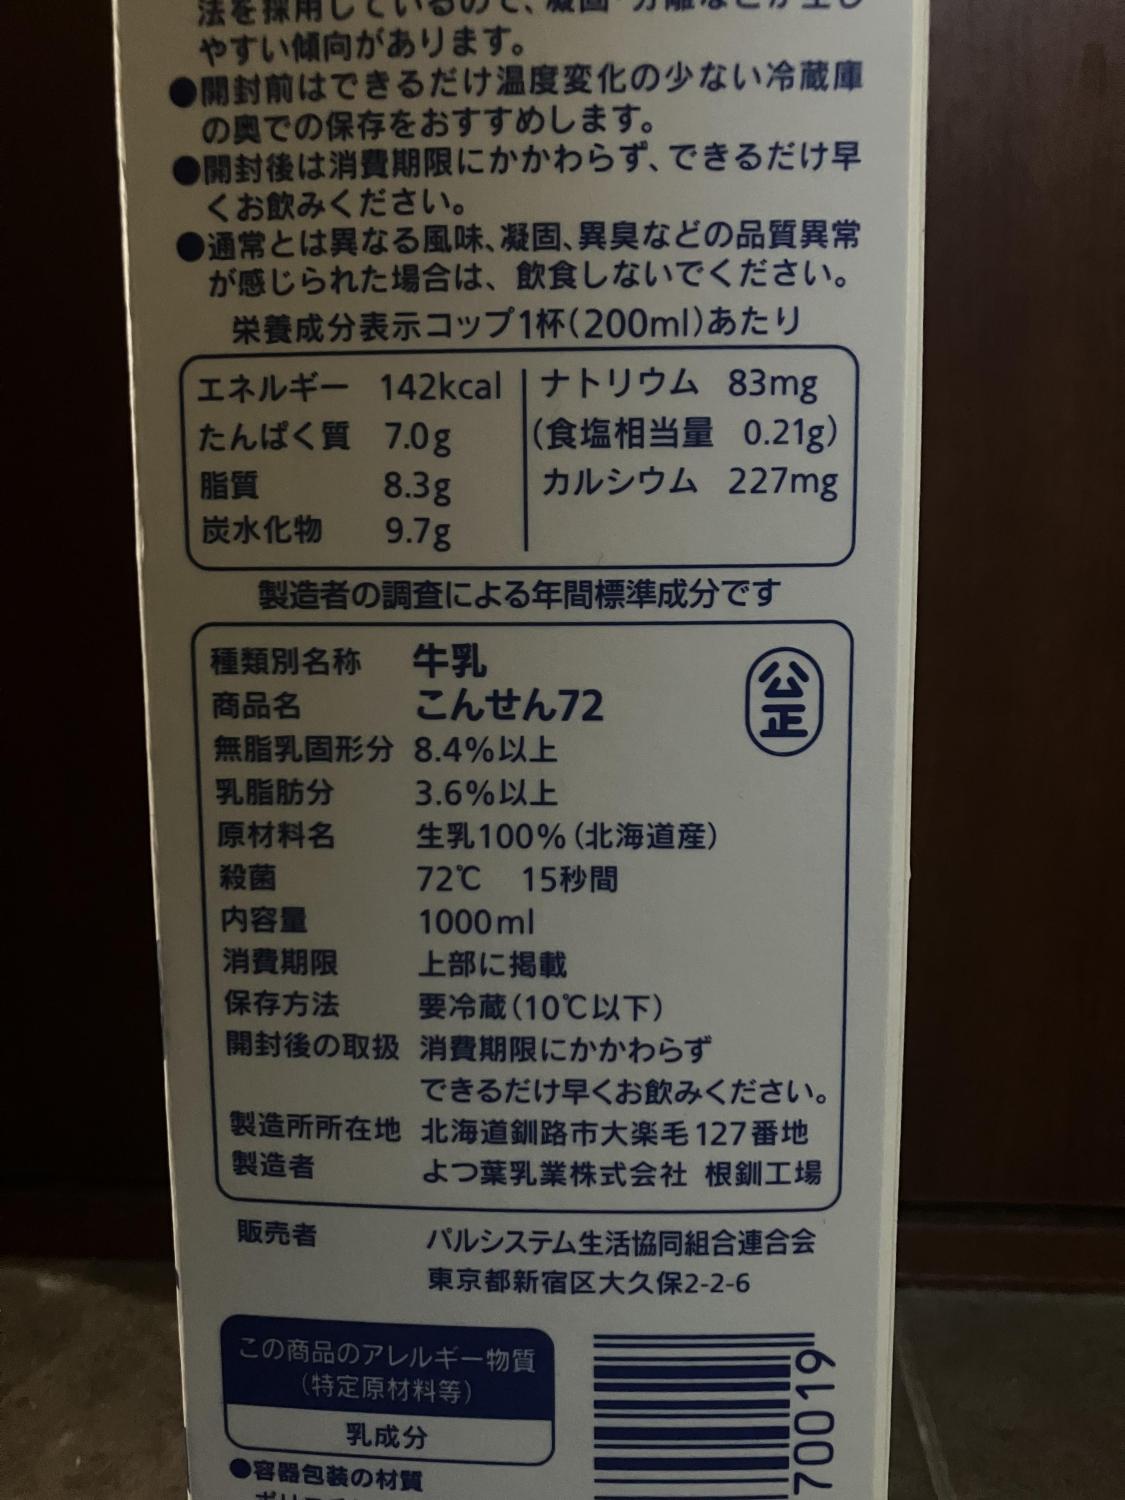 法を採用しているので、凝固・分離などが生じ
やすい傾向があります。
●開封前はできるだけ温度変化の少ない冷蔵庫
の奥での保存をおすすめします。
●開封後は消費期限にかかわらず、できるだけ早
くお飲みください。
●通常とは異なる風味、凝固、異臭などの品質異常
が感じられた場合は、飲食しないでください。
栄養成分表示コップ1杯(200ml)あたり
エネルギー 142kcal ナトリウム 83mg
たんぱく質 7.0g (食塩相当量 0.21g)
脂質 8.3g カルシウム 227mg
炭水化物 9.7g
製造者の調査による年間標準成分です
種類別名称 牛乳
商品名 こんせん72
公正
無脂乳固形分 8.4%以上
乳脂肪分 3.6%以上
原材料名 生乳100%(北海道産)
殺菌 72℃ 15秒間
内容量 1000ml
消費期限 上部に掲載
保存方法 要冷蔵(10℃以下)
開封後の取扱 消費期限にかかわらず
できるだけ早くお飲みください。
製造所所在地 北海道釧路市大楽毛127番地
製造者 よつ葉乳業株式会社 根釧工場
販売者 パルシステム生活協同組合連合会
東京都新宿区大久保2-2-6
この商品のアレルギー物質
(特定原材料等)
乳成分
70019
●容器包装の材質